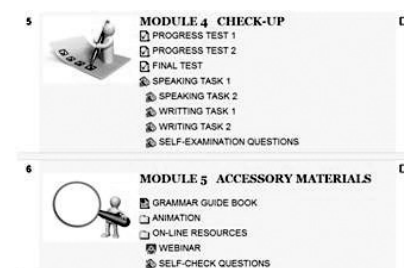 5
MODULE 4 CHECK-UP
PROGRESS TEST 1
PROGRESS TEST 2
FINAL TEST
SPEAKING TASK 1
SPEAKING TASK 2
WRITTING TASK 1
WRITING TASK 2
SELF-EXAMINATION QUESTIONS
6
MODULE 5 ACCESSORY MATERIALS
GRAMMAR GUIDE BOOK
ANIMATION
ON-LINE RESOURCES
WEBINAR
SELF-CHECK QUESTIONS